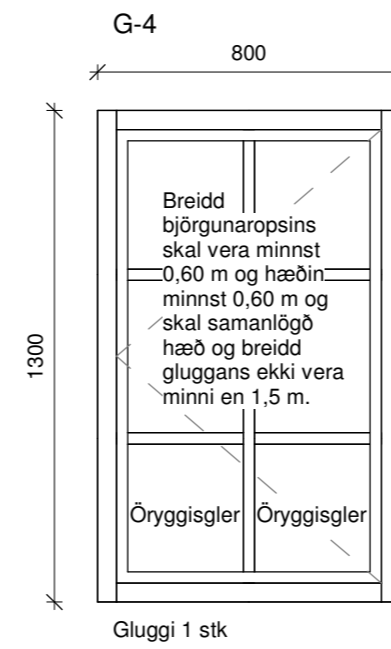 G-4
800
1300
Breidd
björgunaropsins
skal vera minnst
0,60 m og hæðin
minnst 0,60 m og
skal samanlögð
hæð og breidd
gluggans ekki vera
minni en 1,5 m.
Öryggisgler Öryggisgler
Gluggi 1 stk